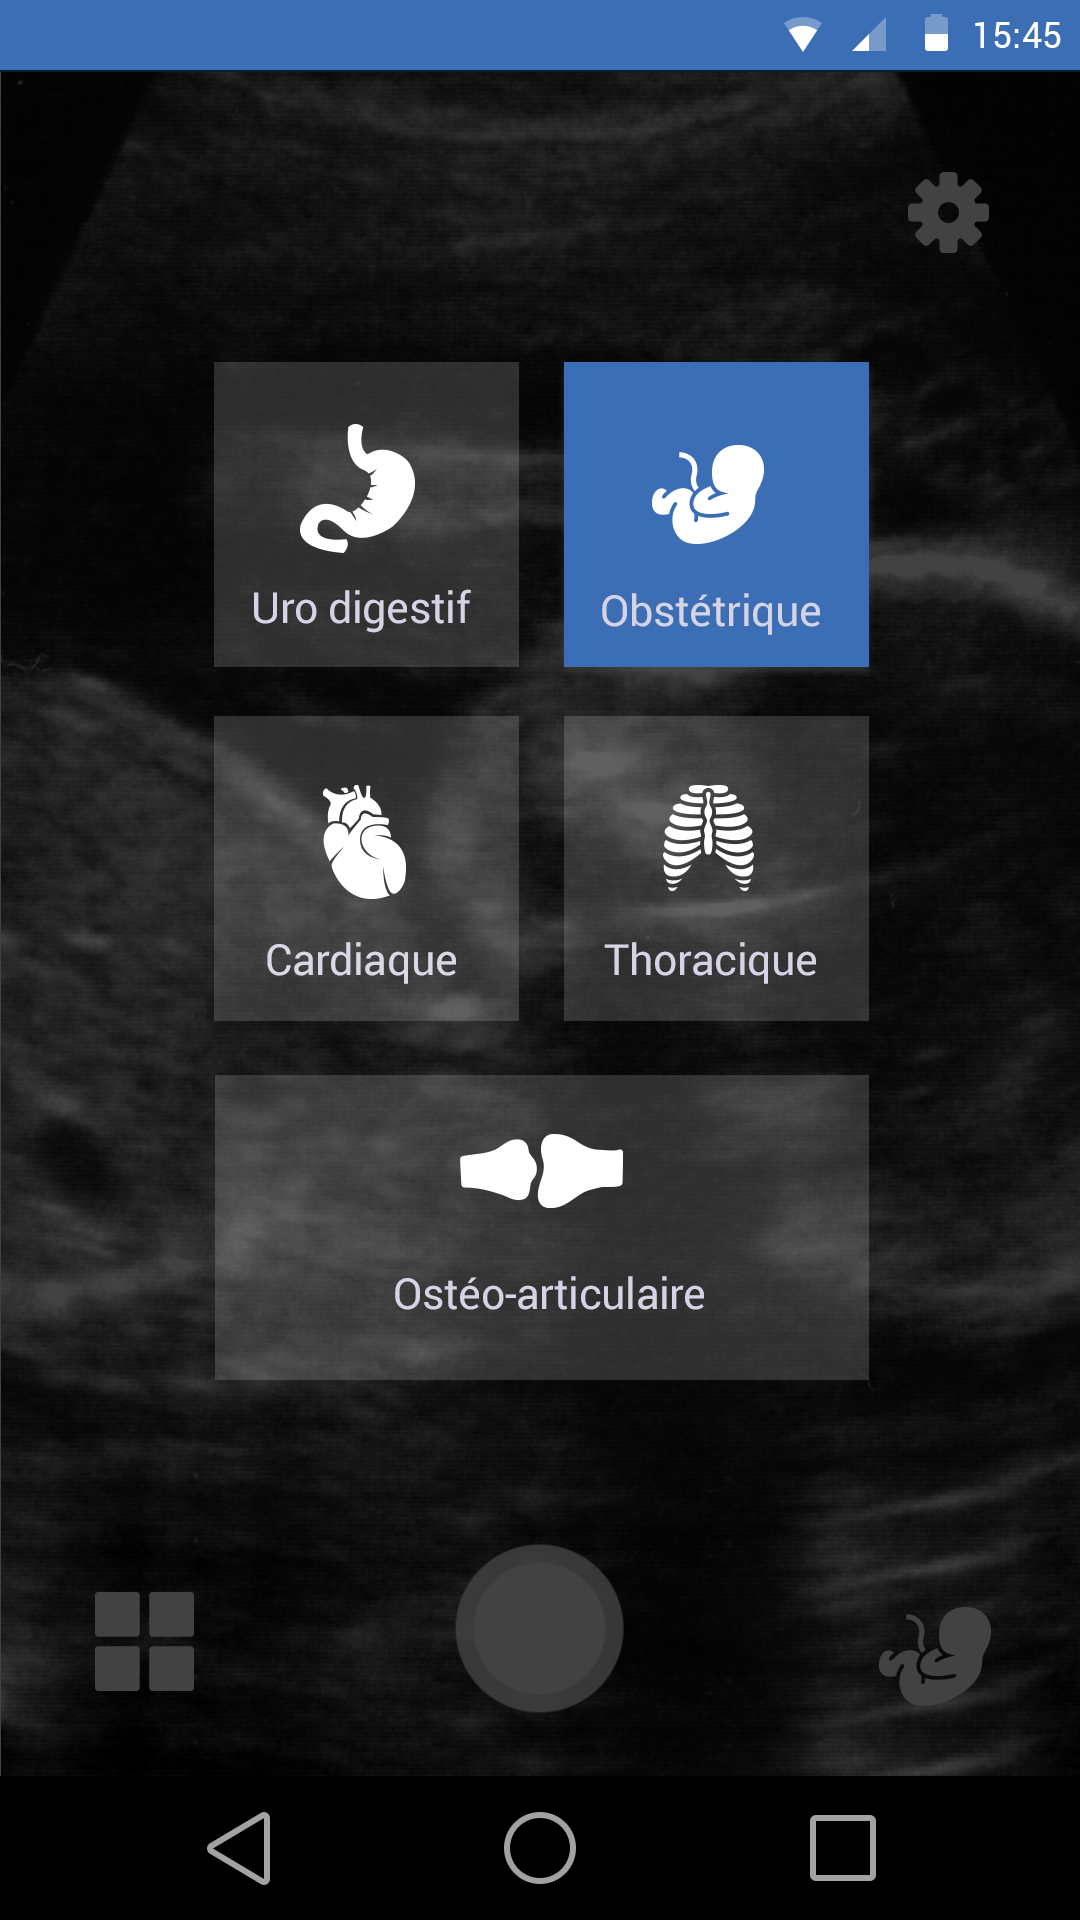 15:45
Uro digestif
Obstétrique
Cardiaque
Thoracique
Ostéo-articulaire